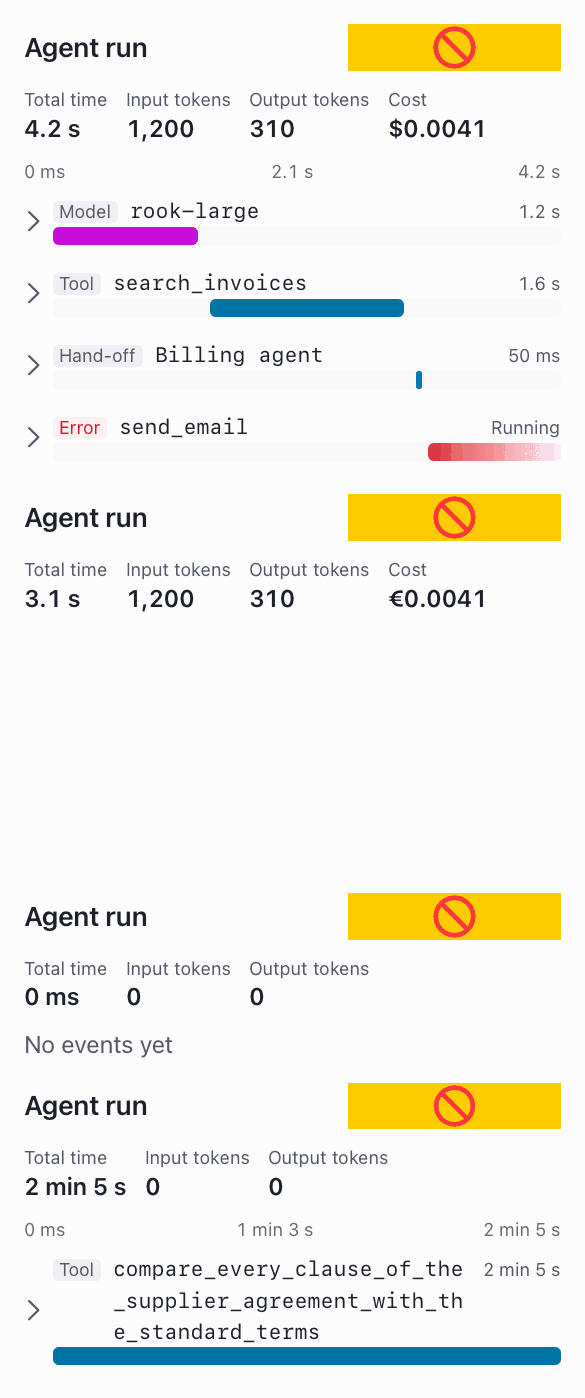 Agent run
Total time Input tokens Output tokens Cost
4.2 s 1,200 310 $0.0041
0 ms 2.1 s 4.2 s
Model rook-large 1.2 s
Tool search_invoices 1.6 s
Hand-off Billing agent 50 ms
Error send_email Running
Agent run
Total time Input tokens Output tokens Cost
3.1 s 1,200 310 €0.0041
Agent run
Total time Input tokens Output tokens
0 ms 0 0
No events yet
Agent run
Total time Input tokens Output tokens
2 min 5 s 0 0
0 ms 1 min 3 s 2 min 5 s
Tool compare_every_clause_of_the 2 min 5 s
_supplier_agreement_with_th
e_standard_terms